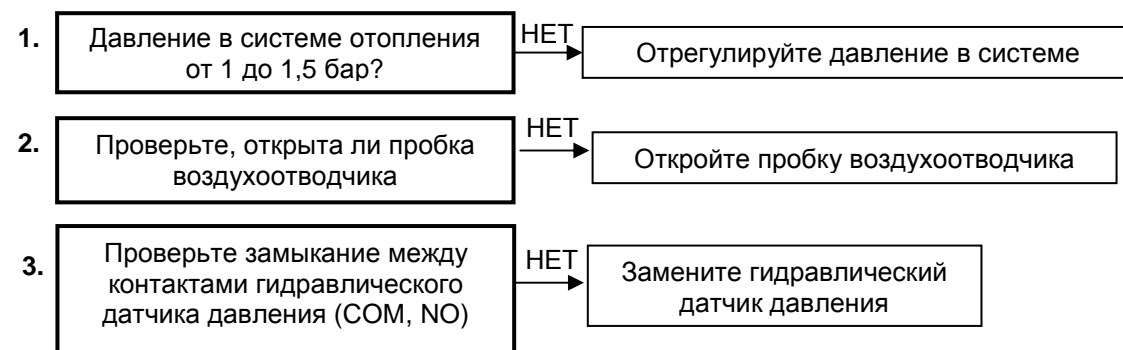 1.
Давление в системе отопления
от 1 до 1,5 бар?
НЕТ
Отрегулируйте давление в системе
2.
Проверьте, открыта ли пробка
воздухоотводчика
НЕТ
Откройте пробку воздухоотводчика
3.
Проверьте замыкание между
контактами гидравлического
датчика давления (COM, NO)
НЕТ
Замените гидравлический
датчик давления